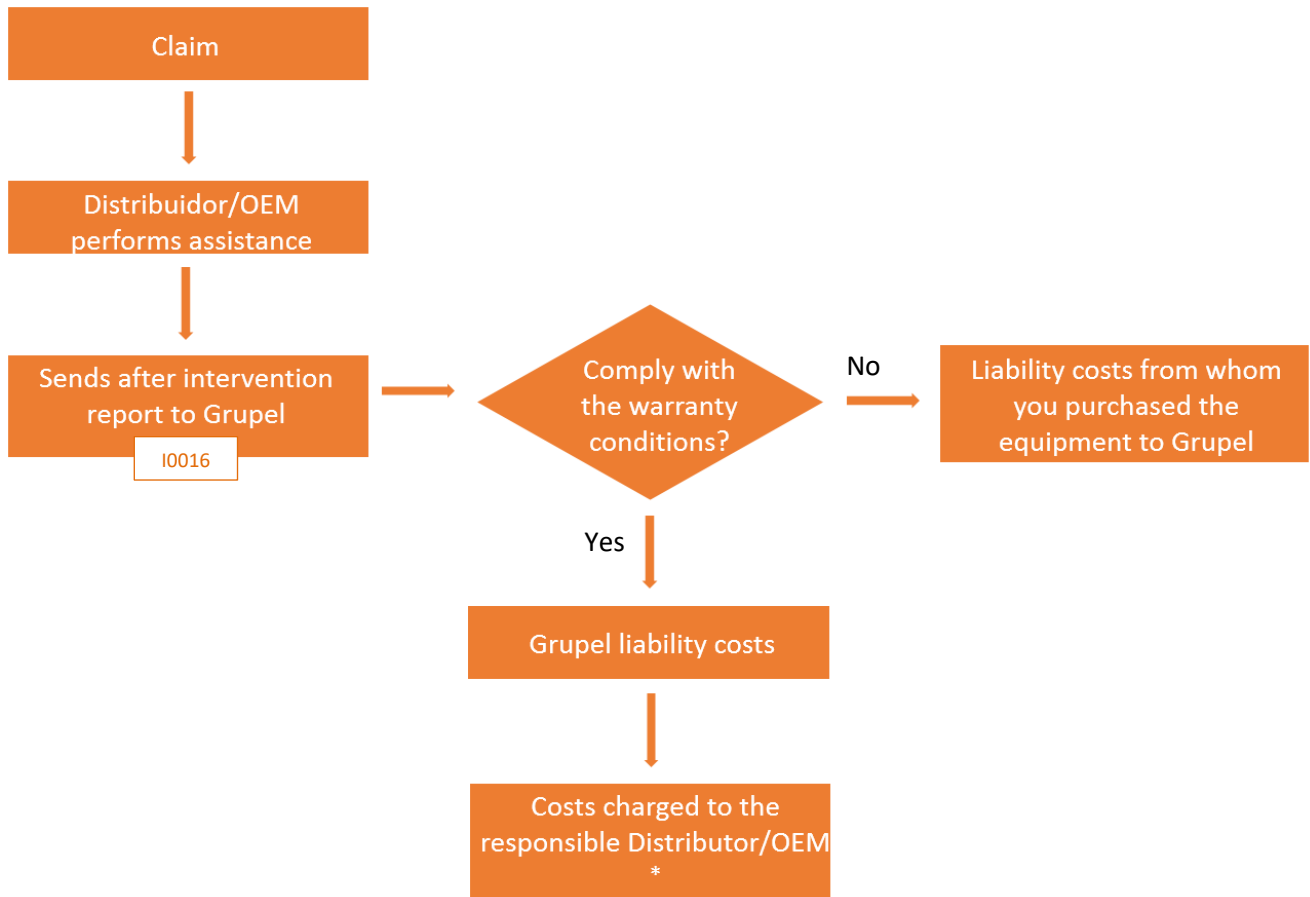 Claim
Distribuidor/OEM
performs assistance
Sends after intervention
report to Grupel
I0016
Comply with
the warranty
conditions?
No
Liability costs from whom
you purchased the
equipment to Grupel
Yes
Grupel liability costs
Costs charged to the
responsible Distributor/OEM
*